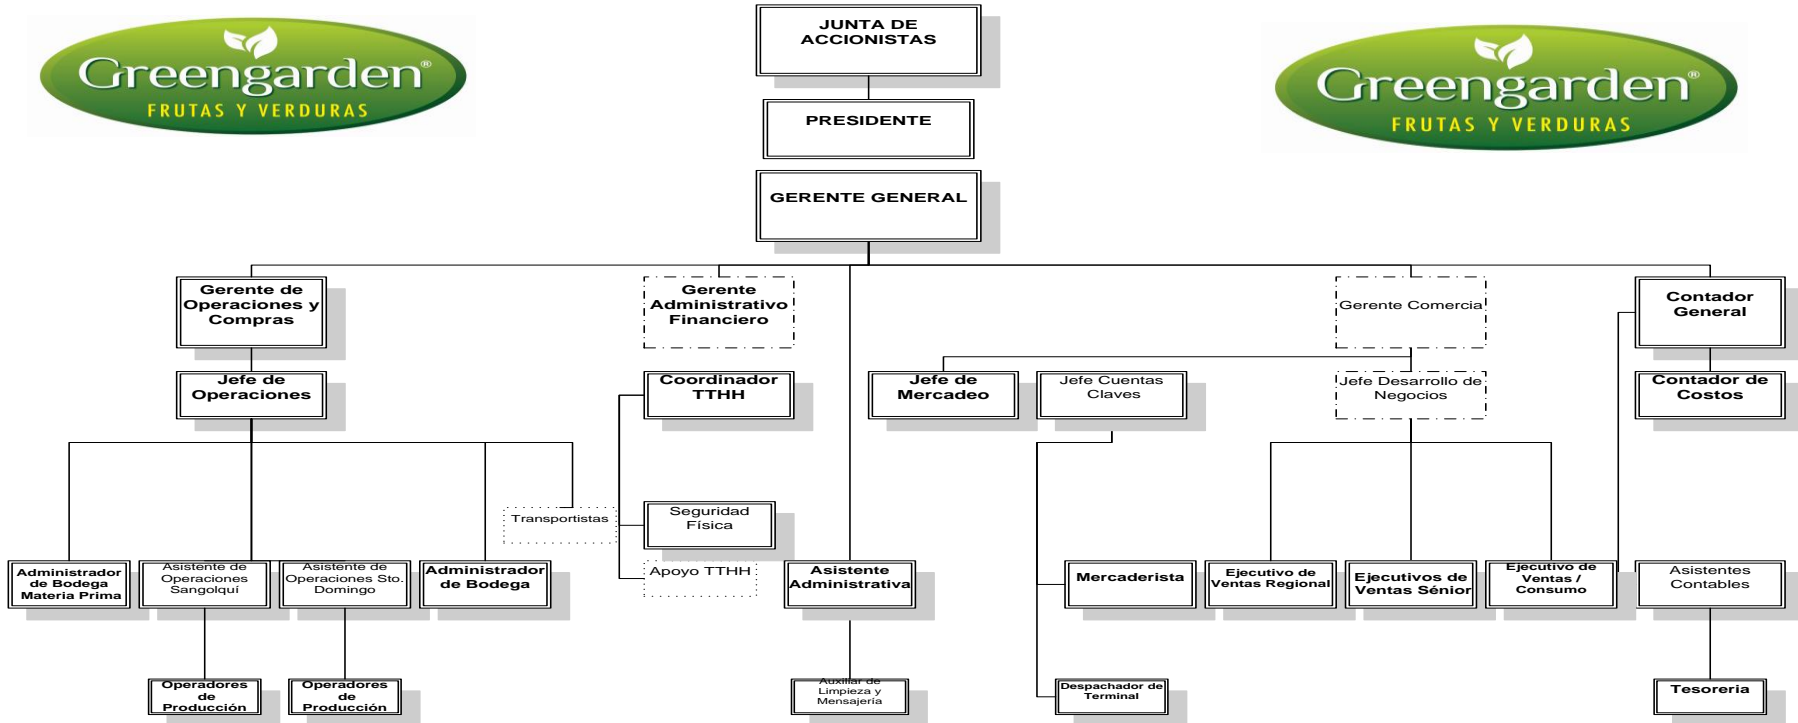 Greengarden®
FRUTAS Y VERDURAS
JUNTA DE
ACCIONISTAS
Greengarden®
FRUTAS Y VERDURAS
PRESIDENTE
GERENTE GENERAL
Gerente de
Operaciones y
Compras
Gerente
Administrativo
Financiero
Gerente Comercia
Contador
General
Jefe de
Operaciones
Coordinador
TTHH
Jefe de
Mercadeo
Jefe Cuentas
Claves
Jefe Desarrollo de
Negocios
Contador de
Costos
Transportistas
Seguridad
Física
Administrador
de Bodega
Materia Prima
Asistente de
Operaciones
Sangolquí
Asistente de
Operaciones Sto.
Domingo
Administrador
de Bodega
Apoyo TTHH
Asistente
Administrativa
Mercaderista
Ejecutivo de
Ventas Regional
Ejecutivos de
Ventas Sénior
Ejecutivo de
Ventas /
Consumo
Asistentes
Contables
Operadores
de
Producción
Operadores
de
Producción
Auxiliar de
Limpieza y
Mensajería
Despachador de
Terminal
Tesoreria